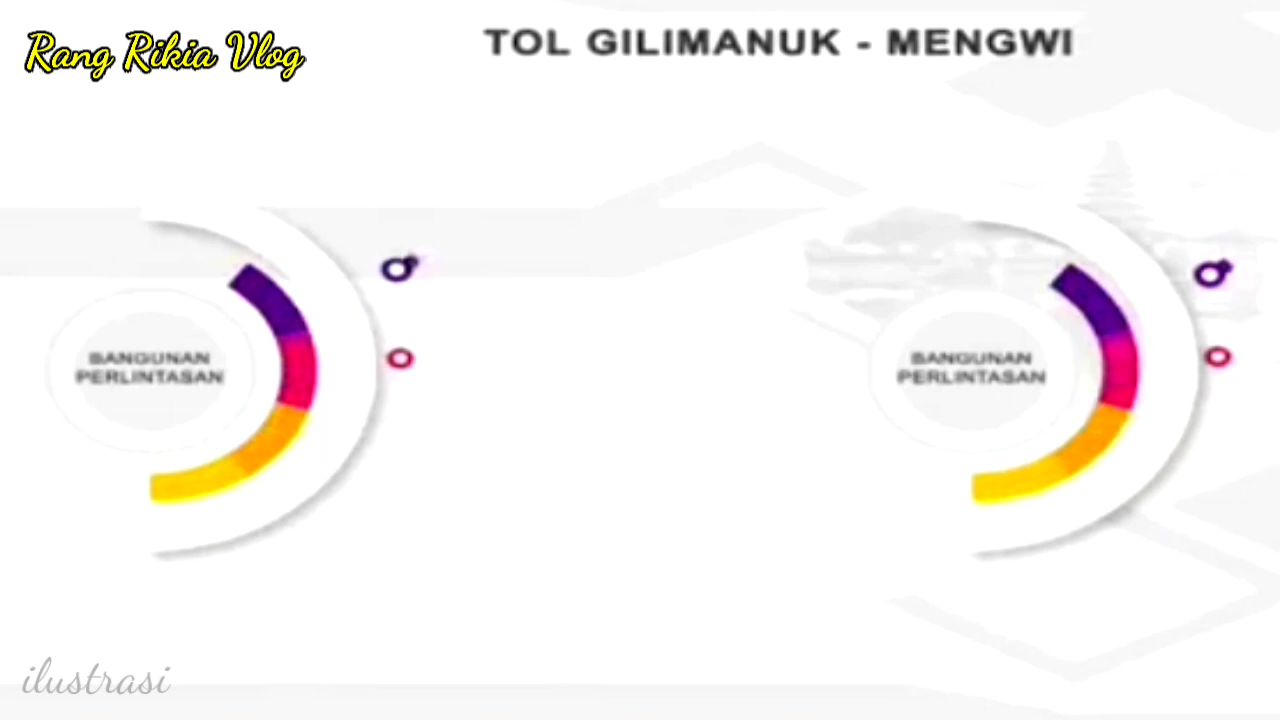 Rang Rikia Vlog
TOL GILIMANUK - MENGWI
BANGUNAN
PERLINTASAN
BANGUNAN
PERLINTASAN
ilustrasi